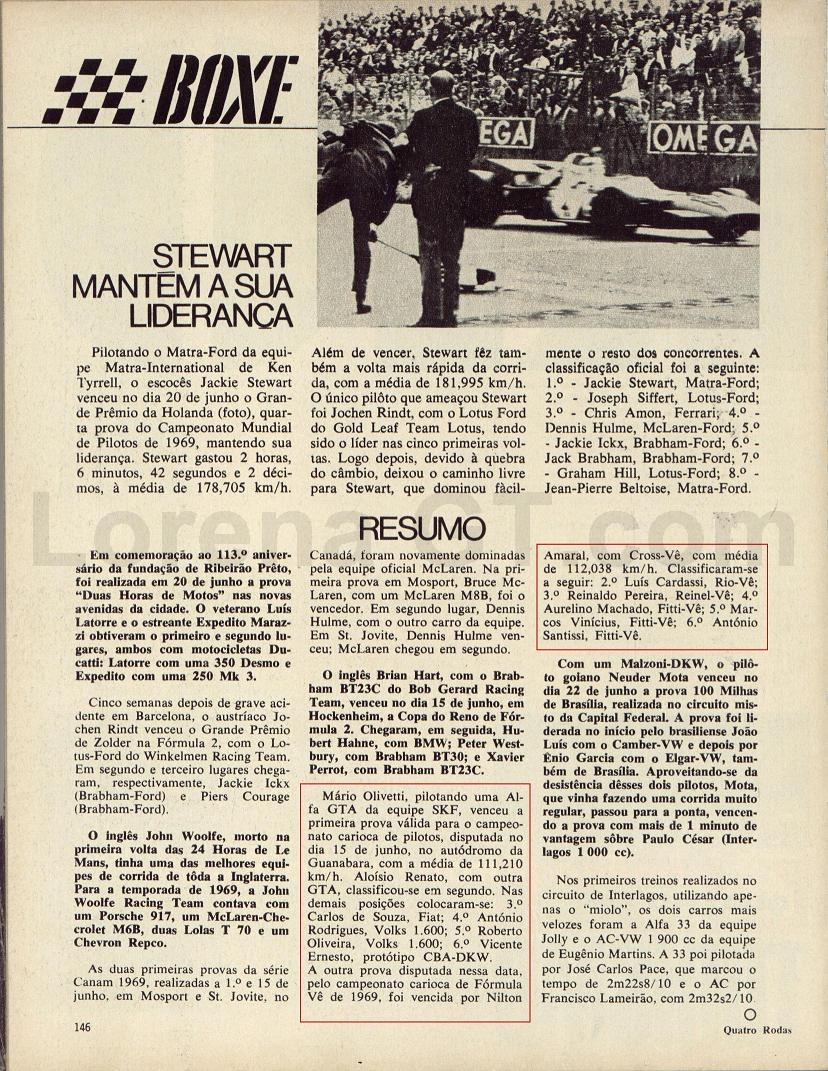 BOXE
EGA
OMEGA
STEWART
MANTÉM A SUA
LIDERANÇA
Pilotando o Matra-Ford da equi-
pe Matra-International de Ken
Tyrrell, o escocês Jackie Stewart
venceu no dia 20 de junho o Gran-
de Prêmio da Holanda (foto), quar-
ta prova do Campeonato Mundial
de Pilotos de 1969, mantendo sua
liderança. Stewart gastou 2 horas,
6 minutos, 42 segundos e 2 déci-
mos, à média de 178,705 km/h.
Além de vencer, Stewart fêz tam-
bém a volta mais rápida da corri-
da, com a média de 181,995 km/h.
O único pilôto que ameaçou Stewart
foi Jochen Rindt, com o Lotus Ford
do Gold Leaf Team Lotus, tendo
sido o líder nas cinco primeiras vol-
tas. Logo depois, devido à quebra
do câmbio, deixou o caminho livre
para Stewart, que dominou fàcil-
mente o resto dos concorrentes. A
classificação oficial foi a seguinte:
1.º - Jackie Stewart, Matra-Ford;
2.º - Joseph Siffert, Lotus-Ford;
3.º - Chris Amon, Ferrari; 4.º -
Dennis Hulme, McLaren-Ford; 5.º
- Jackie Ickx, Brabham-Ford; 6.º -
Jack Brabham, Brabham-Ford; 7.º
- Graham Hill, Lotus-Ford; 8.º -
Jean-Pierre Beltoise, Matra-Ford.
Lorena-GT.com
RESUMO
Em comemoração ao 113.º aniver-
sário da fundação de Ribeirão Prêto,
foi realizada em 20 de junho a prova
"Duas Horas de Motos" nas novas
avenidas da cidade. O veterano Luís
Latorre e o estreante Expedito Maraz-
zi obtiveram o primeiro e segundo lu-
gares, ambos com motocicletas Du-
catti: Latorre com uma 350 Desmo e
Expedito com uma 250 Mk 3.
Cinco semanas depois de grave aci-
dente em Barcelona, o austríaco Jo-
chen Rindt venceu o Grande Prêmio
de Zolder na Fórmula 2, com o Lo-
tus-Ford do Winkelmen Racing Team.
Em segundo e terceiro lugares chega-
ram, respectivamente, Jackie Ickx
(Brabham-Ford) e Piers Courage
(Brabham-Ford).
O inglês John Woolfe, morto na
primeira volta das 24 Horas de Le
Mans, tinha uma das melhores equi-
pes de corrida de tôda a Inglaterra.
Para a temporada de 1969, a John
Woolfe Racing Team contava com
um Porsche 917, um McLaren-Che-
crolet M6B, duas Lolas T 70 e um
Chevron Repco.
As duas primeiras provas da série
Canam 1969, realizadas a 1.º e 15 de
junho, em Mosport e St. Jovite, no
Canadá, foram novamente dominadas
pela equipe oficial McLaren. Na pri-
meira prova em Mosport, Bruce Mc-
Laren, com um McLaren M8B, foi o
vencedor. Em segundo lugar, Dennis
Hulme, com o outro carro da equipe.
Em St. Jovite, Dennis Hulme ven-
ceu; McLaren chegou em segundo.
O inglês Brian Hart, com o Brab-
ham BT23C do Bob Gerard Racing
Team, venceu no dia 15 de junho, em
Hockenheim, a Copa do Reno de Fór-
mula 2. Chegaram, em seguida, Hu-
bert Hahne, com BMW; Peter West-
bury, com Brabham BT30; e Xavier
Perrot, com Brabham BT23C.
Mário Olivetti, pilotando uma Al-
fa GTA da equipe SKF, venceu a
primeira prova válida para o campeo-
nato carioca de pilotos, disputada no
dia 15 de junho, no autódromo da
Guanabara, com a média de 111,210
km/h. Aloísio Renato, com outra
GTA, classificou-se em segundo. Nas
demais posições colocaram-se: 3.º
Carlos de Souza, Fiat; 4.º António
Rodrigues, Volks 1.600; 5.º Roberto
Oliveira, Volks 1.600; 6.º Vicente
Ernesto, protótipo CBA-DKW.
A outra prova disputada nessa data,
pelo campeonato carioca de Fórmula
Vê de 1969, foi vencida por Nilton
Amaral, com Cross-Vê, com média
de 112,038 km/h. Classificaram-se
a seguir: 2.º Luís Cardassi, Rio-Vê;
3.º Reinaldo Pereira, Reinel-Vê; 4.º
Aurelino Machado, Fitti-Vê; 5.º Mar-
cos Vinícius, Fitti-Vê; 6.º António
Santissi, Fitti-Vê.
Com um Malzoni-DKW, o pilô-
to goiano Neuder Mota venceu no
dia 22 de junho a prova 100 Milhas
de Brasília, realizada no circuito mis-
to da Capital Federal. A prova foi li-
derada no início pelo brasiliense João
Luís com o Camber-VW e depois por
Ênio Garcia com o Elgar-VW, tam-
bém de Brasília. Aproveitando-se da
desistência dêsses dois pilotos, Mota,
que vinha fazendo uma corrida muito
regular, passou para a ponta, vencen-
do a prova com mais de 1 minuto de
vantagem sôbre Paulo César (Inter-
lagos 1 000 cc).
Nos primeiros treinos realizados no
circuito de Interlagos, utilizando ape-
nas o "miolo", os dois carros mais
velozes foram a Alfa 33 da equipe
Jolly e o AC-VW 1 900 cc da equipe
de Eugênio Martins. A 33 foi pilotada
por José Carlos Pace, que marcou o
tempo de 2m22s8/10 e o AC por
Francisco Lameirão, com 2m32s2/10
146
Quatro Rodas